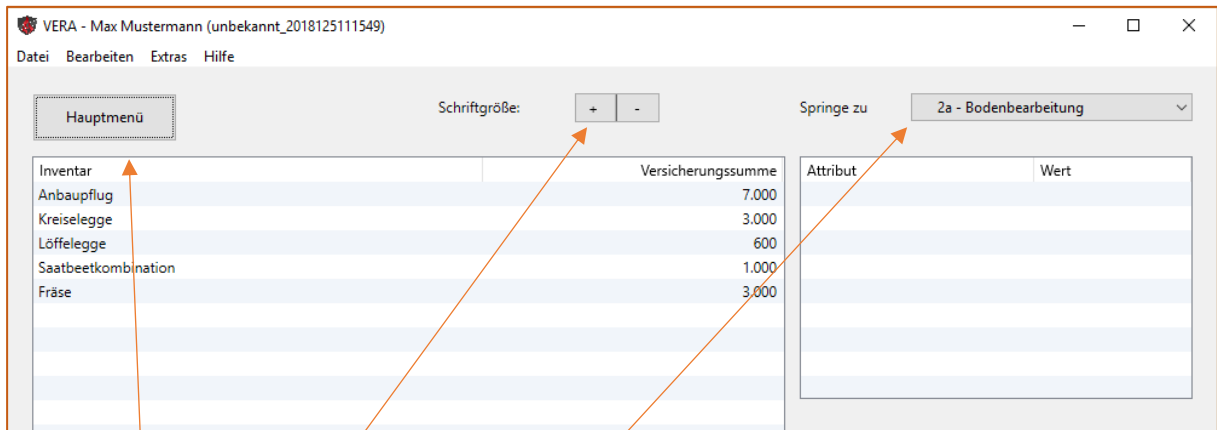 VERA - Max Mustermann (unbekannt_2018125111549)
Datei Bearbeiten Extras Hilfe
Hauptmenü Schriftgröße: + - Springe zu 2a - Bodenbearbeitung
Inventar Versicherungssumme Attribut Wert
Anbaupflug 7.000
Kreiselegge 3.000
Löffelegge 600
Saatbeetkombination 1.000
Fräse 3.000